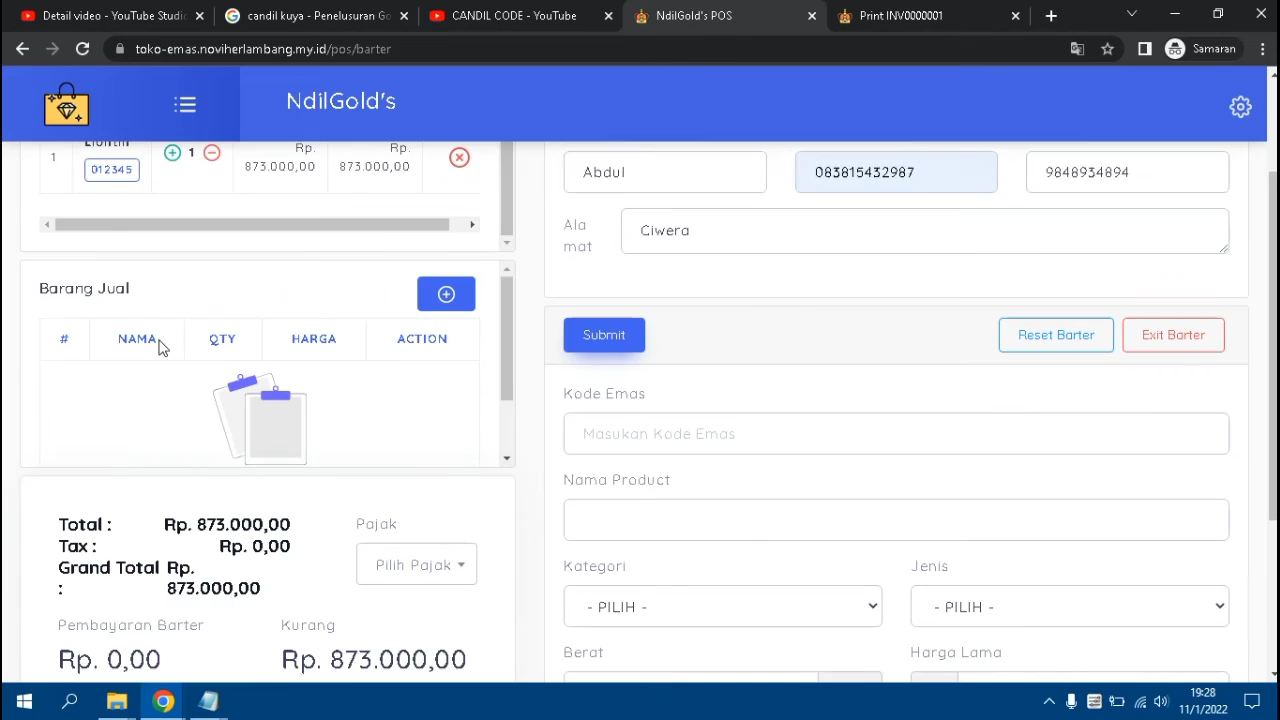 Detail video - YouTube Studi
candil kuya - Penelusuran Go
CANDIL CODE - YouTube
NdilGold's POS
Print INV0000001
toko-emas.noviherlambang.my.id/pos/barter
Samaran
NdilGold's
1
012345
1
Rp. 873.000,00
Rp. 873.000,00
Abdul
083815432987
9848934894
Ala mat
Ciwera
Barang Jual
# NAMA QTY HARGA ACTION
Submit
Reset Barter
Exit Barter
Kode Emas
Masukan Kode Emas
Nama Product
Kategori
Jenis
- PILIH -
- PILIH -
Berat
Harga Lama
Total : Rp. 873.000,00
Tax : Rp. 0,00
Grand Total : Rp. 873.000,00
Pajak
Pilih Pajak
Pembayaran Barter
Kurang
Rp. 0,00
Rp. 873.000,00
19:28
11/1/2022